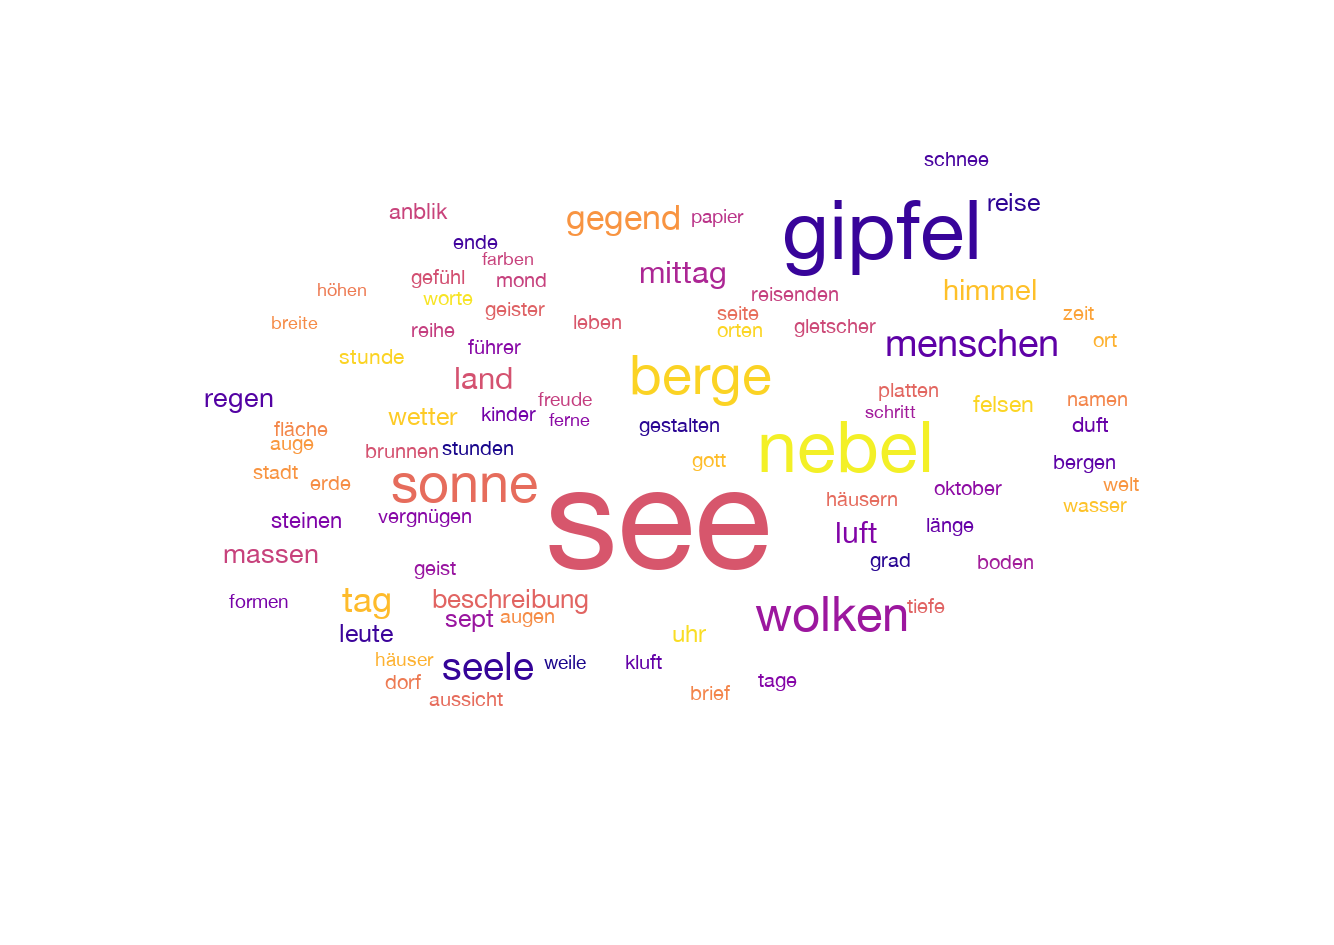 schnee
gipfel
reise
anblik
gegend
papier
ende
farben
mittag
gefühl
mond
höhen
himmel
worte
reisenden
geister
seite
zeit
breite
leben
reihe
orten
gletscher
ort
führer
menschen
stunde
land
berge
platten
regen
freude
namen
felsen
wetter
kinder
ferne
schritt
fläche
gestalten
duft
auge
brunnen
stunden
nebel
gott
bergen
stadt
erde
sonne
welt
oktober
häusern
wasser
steinen
vergnügen
see
länge
luft
massen
grad
boden
geist
formen
tag
beschreibung
tiefe
sept
augen
wolken
leute
uhr
häuser
seele
weile
kluft
dorf
tage
aussicht
brief